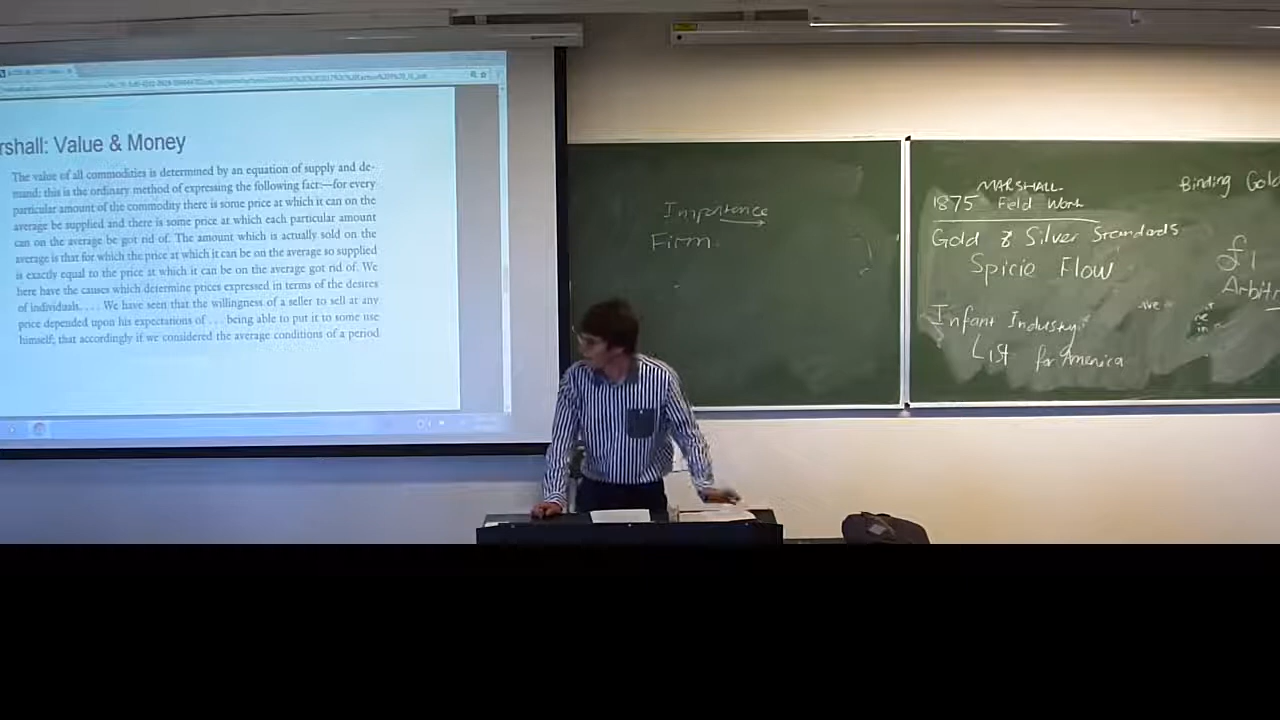 rshall: Value & Money
The value of all commodities is determined by an equation of supply and de-
mand: this is the ordinary method of expressing the following fact:—for every
particular amount of the commodity there is some price at which it can on the
average be supplied and there is some price at which each particular amount
can on the average be got rid of. The amount which is actually sold on the
average is that for which the price at which it can be on the average so supplied
is exactly equal to the price at which it can be on the average got rid of. We
here have the causes which determine prices expressed in terms of the desires
of individuals. . . . We have seen that the willingness of a seller to sell at any
price depended upon his expectations of . . . being able to put it to some use
himself; that accordingly if we considered the average conditions of a period
Importence
Firm
MARSHALL
1875 Field Work
Gold & Silver Standards
Spicie Flow
Infant Industry
List for America
Binding Gold
£1
Arbitr